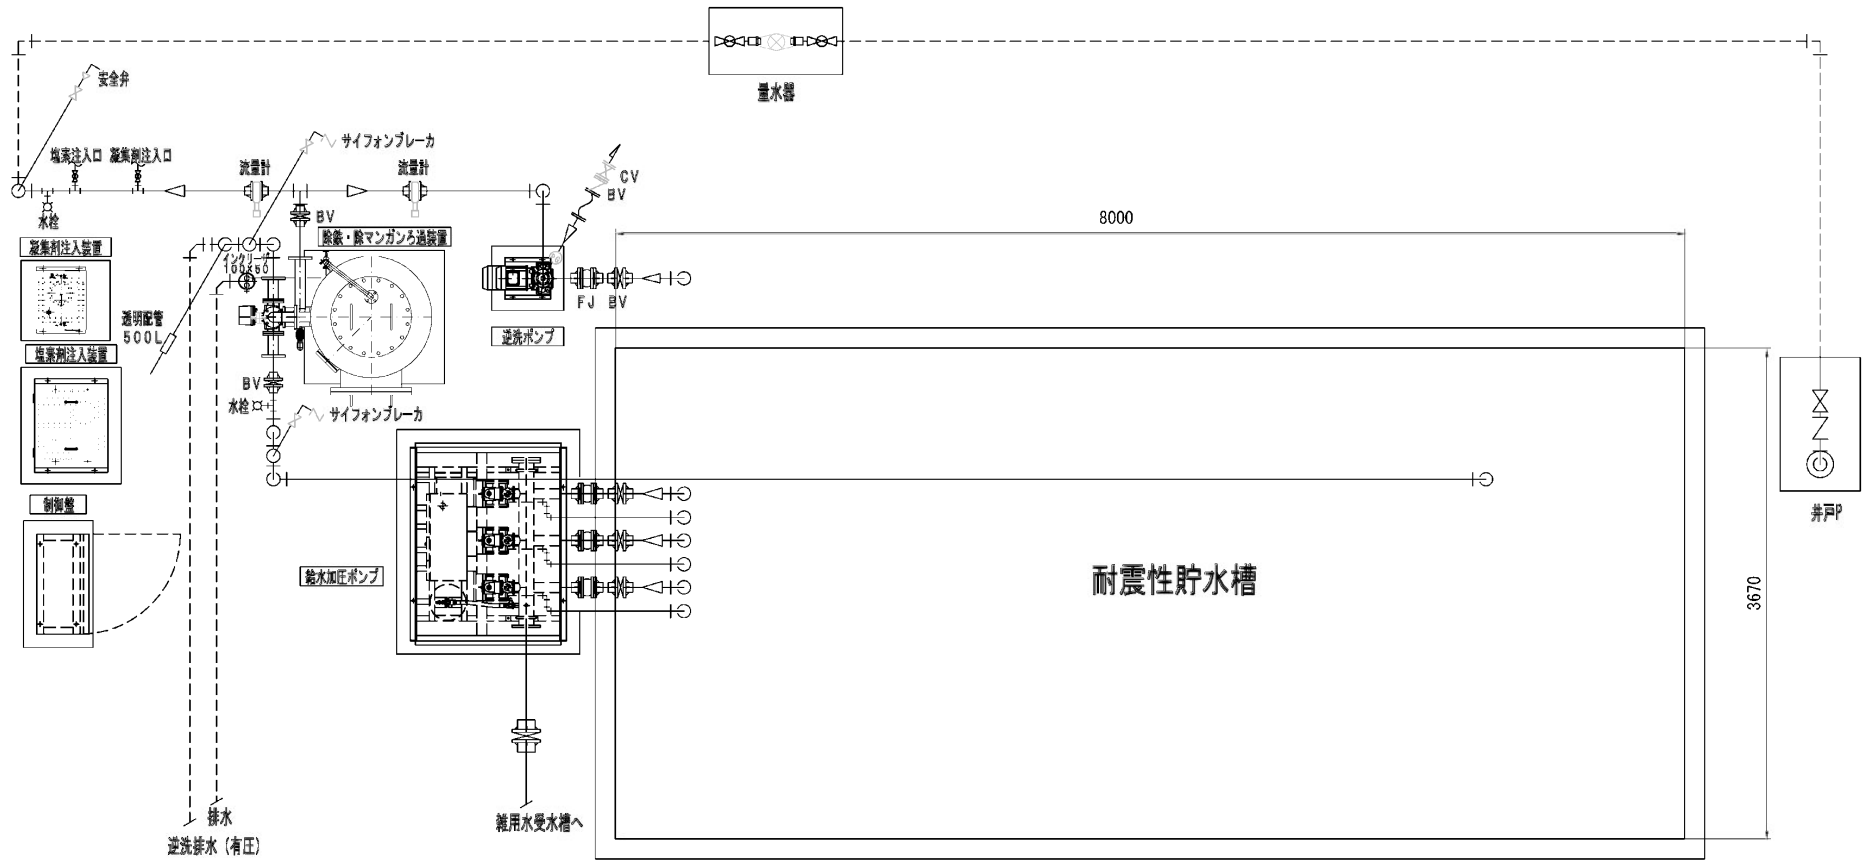 量水器
安全弁
サイフォンブレーカ
塩素注入口 凝集剤注入口
流量計
流量計
CV
BV
水栓
BV
8000
除鉄・除マンガンろ過装置
凝集剤注入装置
インクリーザ
100×50
FJ BV
透明配管
500L
逆洗ポンプ
塩素剤注入装置
BV
水栓
サイフォンブレーカ
制御盤
井戸P
給水加圧ポンプ
耐震性貯水槽
3670
排水
雑用水受水槽へ
逆洗排水（有圧）